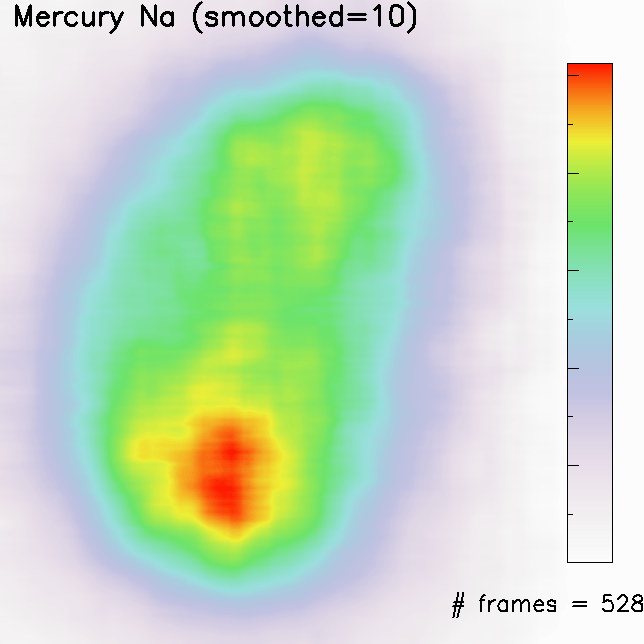 Mercury Na (smoothed=10)
# frames = 528